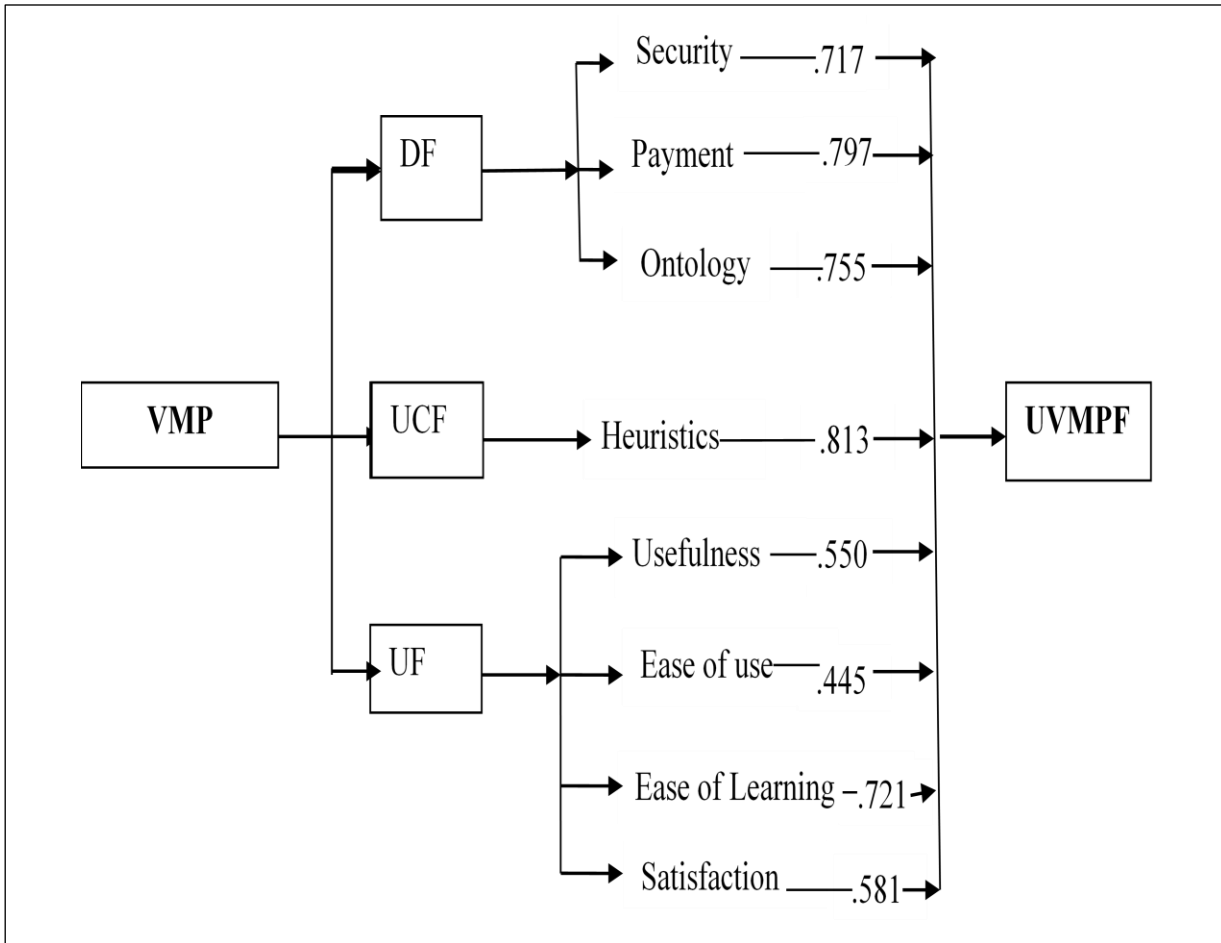 Security .717
Payment .797
DF
Ontology .755
VMP
UCF
Heuristics .813
UVMPF
Usefulness .550
UF
Ease of use .445
Ease of Learning .721
Satisfaction .581